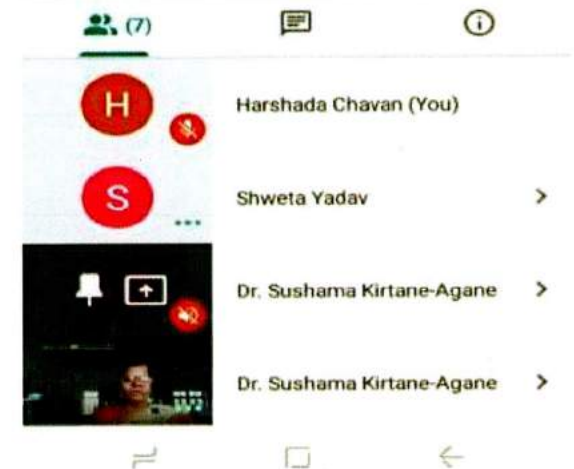 (7)
H
Harshada Chavan (You)
S
Shweta Yadav
Dr. Sushama Kirtane-Agane
Dr. Sushama Kirtane-Agane